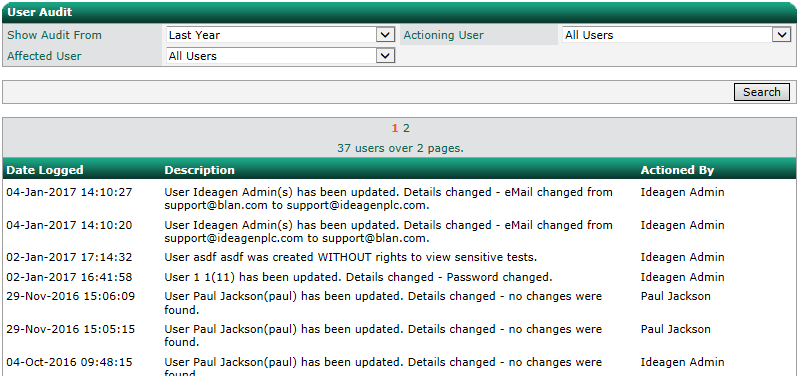 User Audit
Show Audit From Last Year Actioning User All Users
Affected User All Users
Search
1 2
37 users over 2 pages.
Date Logged Description Actioned By
04-Jan-2017 14:10:27 User Ideagen Admin(s) has been updated. Details changed - eMail changed from Ideagen Admin
support@blan.com to support@ideagenplc.com.
04-Jan-2017 14:10:20 User Ideagen Admin(s) has been updated. Details changed - eMail changed from Ideagen Admin
support@ideagenplc.com to support@blan.com.
02-Jan-2017 17:14:32 User asdf asdf was created WITHOUT rights to view sensitive tests. Ideagen Admin
02-Jan-2017 16:41:58 User 1 1(11) has been updated. Details changed - Password changed. Ideagen Admin
29-Nov-2016 15:06:09 User Paul Jackson(paul) has been updated. Details changed - no changes were Paul Jackson
found.
29-Nov-2016 15:05:15 User Paul Jackson(paul) has been updated. Details changed - no changes were Paul Jackson
found.
04-Oct-2016 09:48:15 User Paul Jackson(paul) has been updated. Details changed - no changes were Ideagen Admin
found.